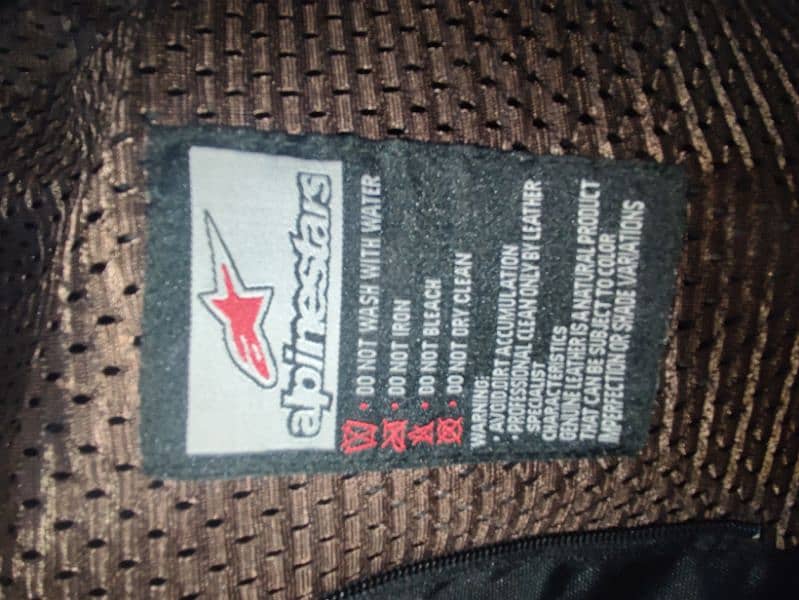 alpinestars
• DO NOT WASH WITH WATER
• DO NOT IRON
• DO NOT BLEACH
• DO NOT DRY CLEAN
WARNING:
• AVOID DIRT ACCUMULATION
• PROFESSIONAL CLEAN ONLY BY LEATHER
SPECIALIST
CHARACTERISTICS
GENUINE LEATHER IS A NATURAL PRODUCT
THAT CAN BE SUBJECT TO COLOR
IMPERFECTION OR SHADE VARIATIONS